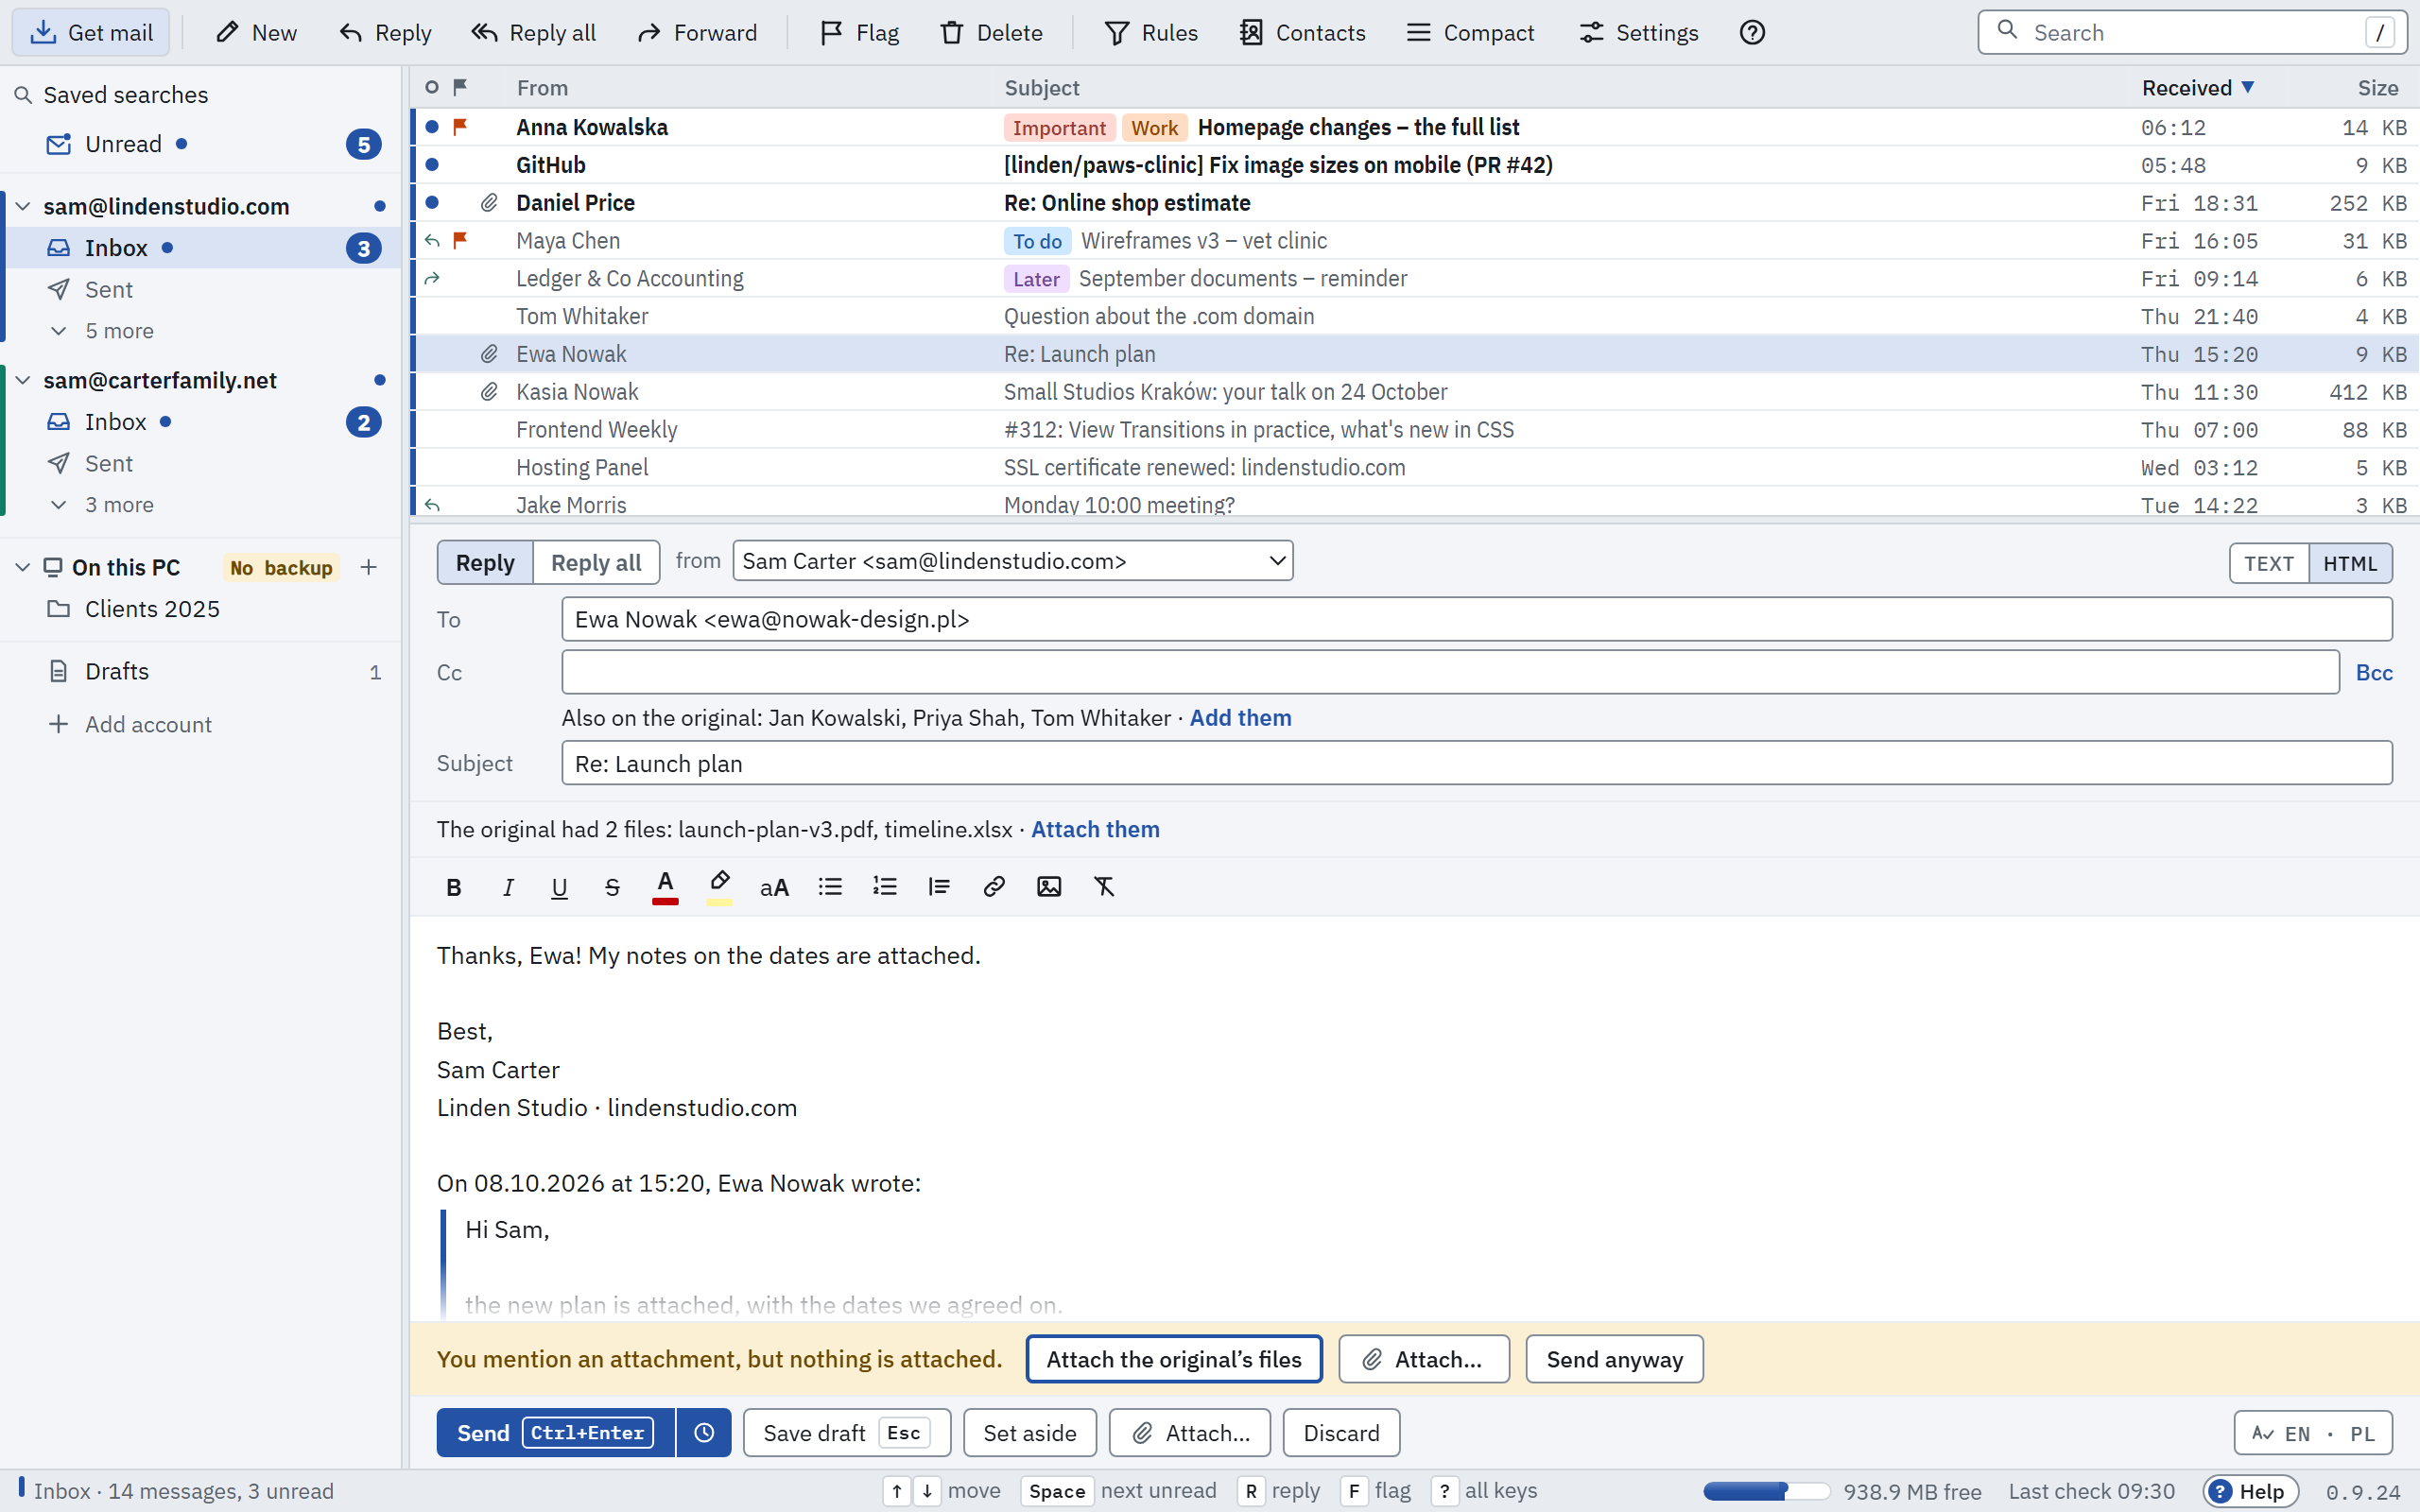 Get mail New Reply Reply all Forward Flag Delete Rules Contacts Compact Settings Search /
Saved searches
Unread 5
sam@lindenstudio.com
Inbox 3
Sent
5 more
sam@carterfamily.net
Inbox 2
Sent
3 more
On this PC No backup
Clients 2025
Drafts 1
Add account
From Subject Received Size
Anna Kowalska Important Work Homepage changes – the full list 06:12 14 KB
GitHub [linden/paws-clinic] Fix image sizes on mobile (PR #42) 05:48 9 KB
Daniel Price Re: Online shop estimate Fri 18:31 252 KB
Maya Chen To do Wireframes v3 – vet clinic Fri 16:05 31 KB
Ledger & Co Accounting Later September documents – reminder Fri 09:14 6 KB
Tom Whitaker Question about the .com domain Thu 21:40 4 KB
Ewa Nowak Re: Launch plan Thu 15:20 9 KB
Kasia Nowak Small Studios Kraków: your talk on 24 October Thu 11:30 412 KB
Frontend Weekly #312: View Transitions in practice, what's new in CSS Thu 07:00 88 KB
Hosting Panel SSL certificate renewed: lindenstudio.com Wed 03:12 5 KB
Jake Morris Monday 10:00 meeting? Tue 14:22 3 KB
Reply Reply all from Sam Carter <sam@lindenstudio.com> TEXT HTML
To Ewa Nowak <ewa@nowak-design.pl>
Cc Bcc
Also on the original: Jan Kowalski, Priya Shah, Tom Whitaker · Add them
Subject Re: Launch plan
The original had 2 files: launch-plan-v3.pdf, timeline.xlsx · Attach them
B I U S A aA
Thanks, Ewa! My notes on the dates are attached.
Best,
Sam Carter
Linden Studio · lindenstudio.com
On 08.10.2026 at 15:20, Ewa Nowak wrote:
Hi Sam,
the new plan is attached, with the dates we agreed on.
You mention an attachment, but nothing is attached. Attach the original’s files Attach... Send anyway
Send Ctrl+Enter Save draft Esc Set aside Attach... Discard EN · PL
Inbox · 14 messages, 3 unread ↑ ↓ move Space next unread R reply F flag ? all keys 938.9 MB free Last check 09:30 ? Help 0.9.24